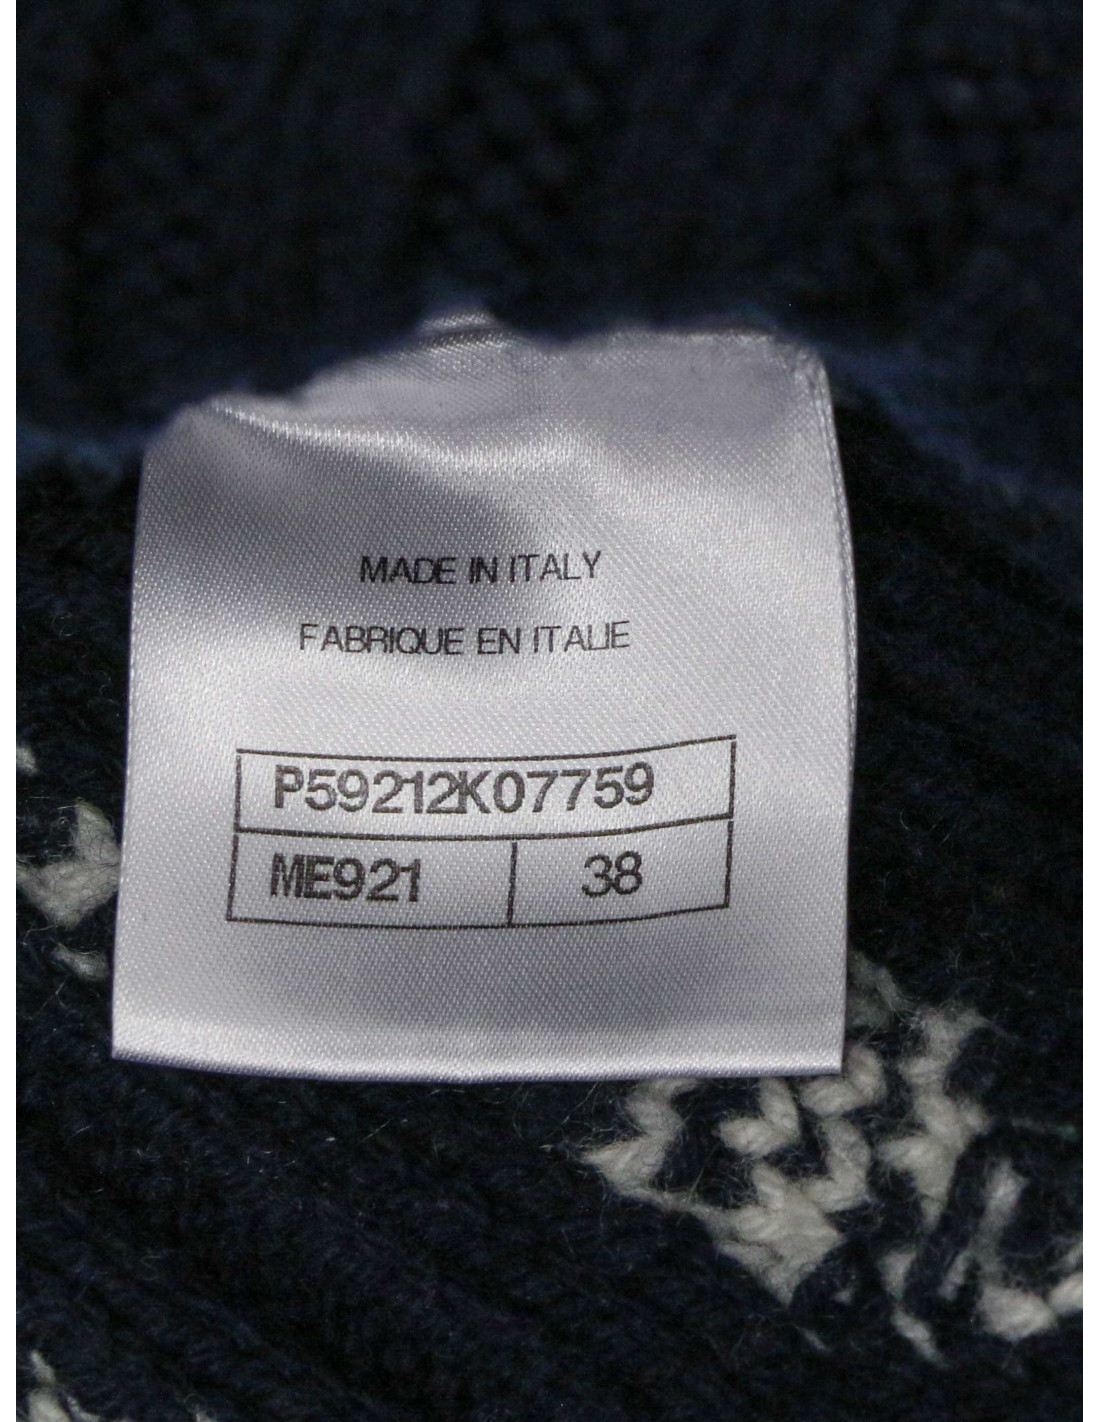 MADE IN ITALY
FABRIQUE EN ITALIE
P59212K07759
ME921 38